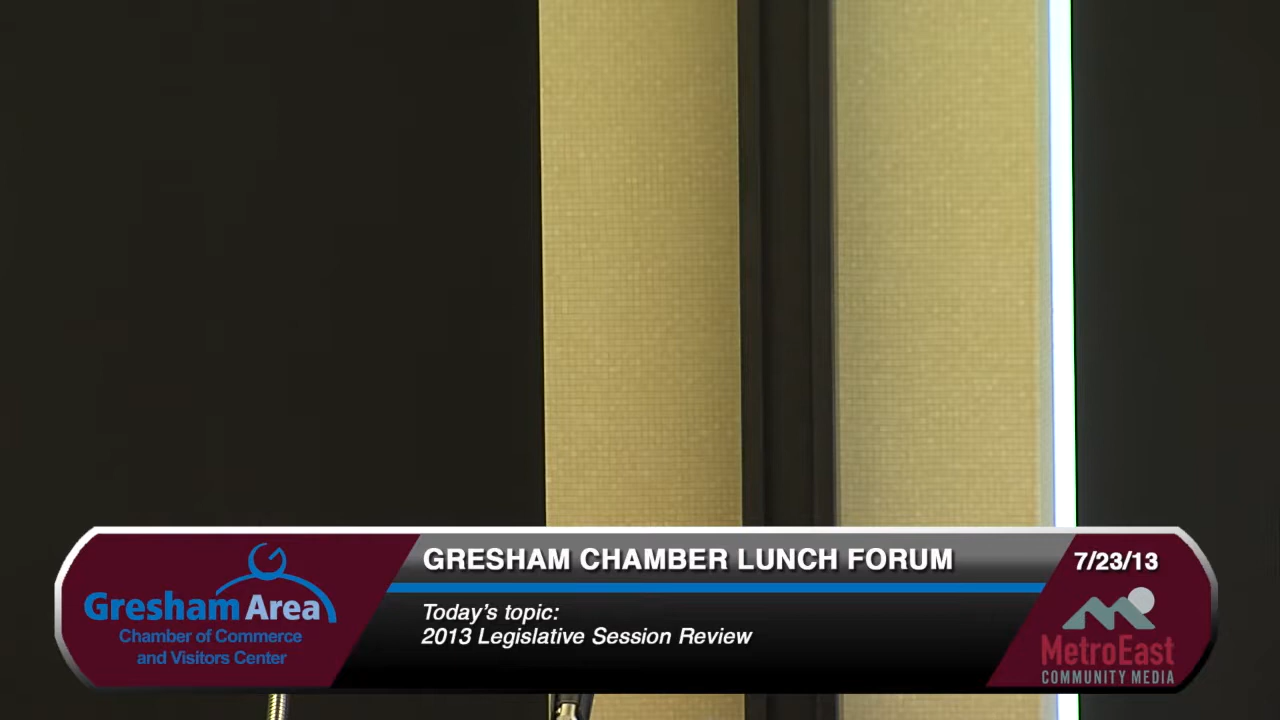 GRESHAM CHAMBER LUNCH FORUM
7/23/13
Gresham Area
Chamber of Commerce
and Visitors Center
Today's topic:
2013 Legislative Session Review
MetroEast
COMMUNITY MEDIA